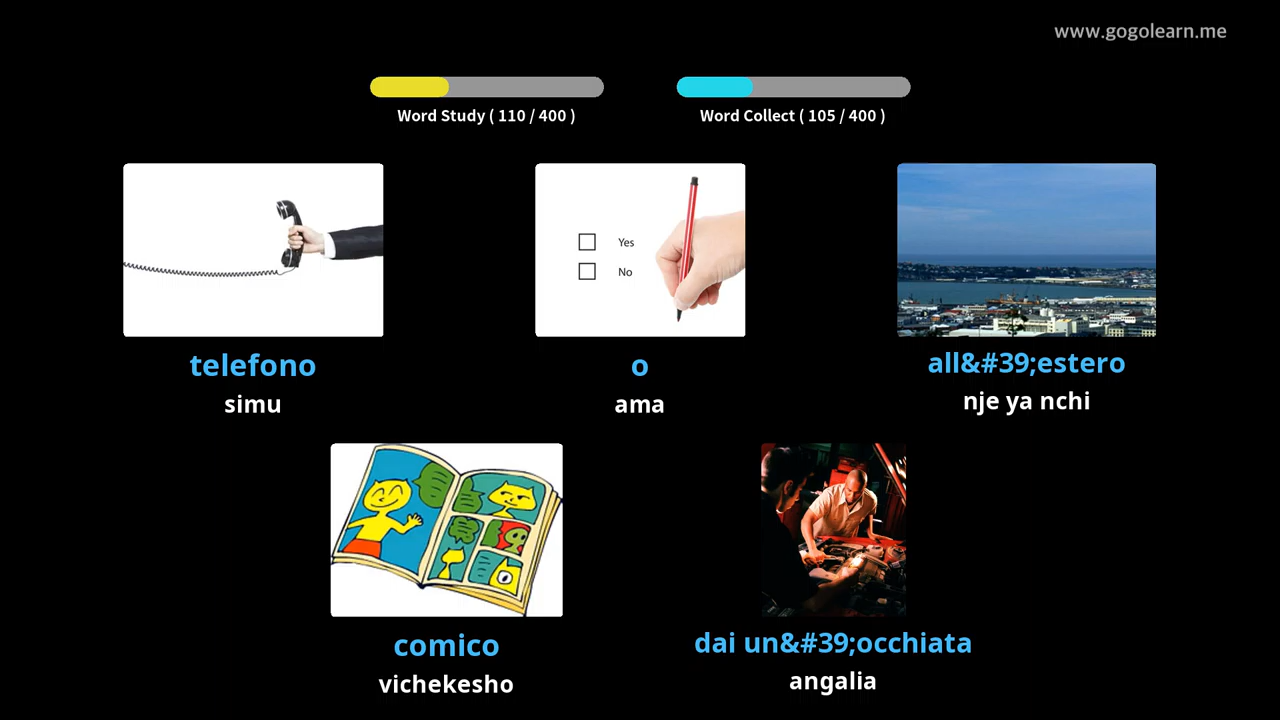 www.gogolearn.me
Word Study ( 110 / 400 )
Word Collect ( 105 / 400 )
Yes
No
telefono
simu
o
ama
all&#39;estero
nje ya nchi
comico
vichekesho
dai un&#39;occhiata
angalia